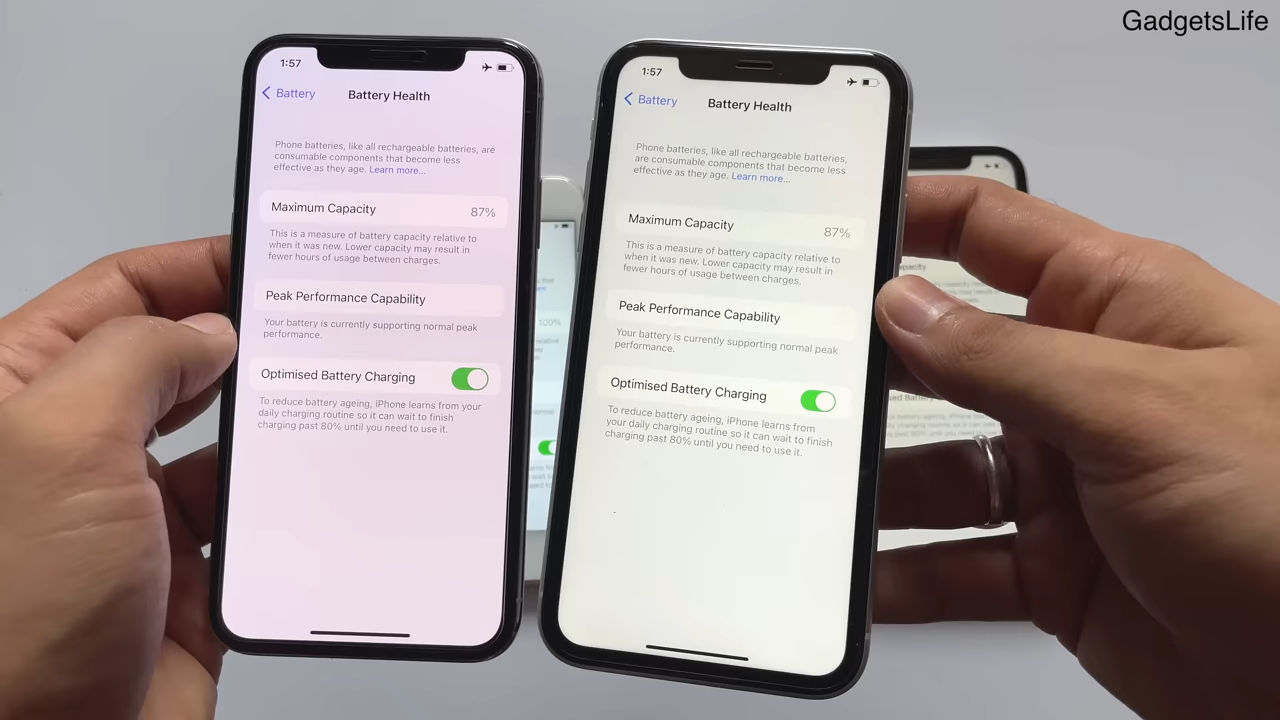 GadgetsLife
1:57
Battery
Battery Health
Phone batteries, like all rechargeable batteries, are
consumable components that become less
effective as they age. Learn more...
Maximum Capacity
87%
This is a measure of battery capacity relative to
when it was new. Lower capacity may result in
fewer hours of usage between charges.
Peak Performance Capability
Your battery is currently supporting normal peak
performance.
Optimised Battery Charging
To reduce battery ageing, iPhone learns from your
daily charging routine so it can wait to finish
charging past 80% until you need to use it.
1:57
Battery
Battery Health
Phone batteries, like all rechargeable batteries,
are consumable components that become less
effective as they age. Learn more...
Maximum Capacity
87%
This is a measure of battery capacity relative to
when it was new. Lower capacity may result in
fewer hours of usage between charges.
Peak Performance Capability
Your battery is currently supporting normal peak
performance.
Optimised Battery Charging
To reduce battery ageing, iPhone learns from
your daily charging routine so it can wait to finish
charging past 80% until you need to use it.
100%